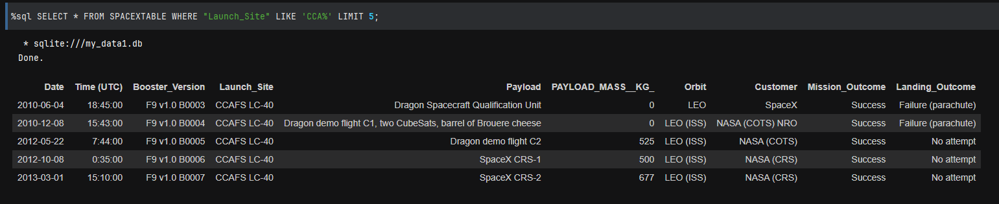 %sql SELECT * FROM SPACEXTABLE WHERE "Launch_Site" LIKE 'CCA%' LIMIT 5;
* sqlite:///my_data1.db
Done.
Date Time (UTC) Booster_Version Launch_Site Payload PAYLOAD_MASS__KG_ Orbit Customer Mission_Outcome Landing_Outcome
2010-06-04 18:45:00 F9 v1.0 B0003 CCAFS LC-40 Dragon Spacecraft Qualification Unit 0 LEO SpaceX Success Failure (parachute)
2010-12-08 15:43:00 F9 v1.0 B0004 CCAFS LC-40 Dragon demo flight C1, two CubeSats, barrel of Brouere cheese 0 LEO (ISS) NASA (COTS) NRO Success Failure (parachute)
2012-05-22 7:44:00 F9 v1.0 B0005 CCAFS LC-40 Dragon demo flight C2 525 LEO (ISS) NASA (COTS) Success No attempt
2012-10-08 0:35:00 F9 v1.0 B0006 CCAFS LC-40 SpaceX CRS-1 500 LEO (ISS) NASA (CRS) Success No attempt
2013-03-01 15:10:00 F9 v1.0 B0007 CCAFS LC-40 SpaceX CRS-2 677 LEO (ISS) NASA (CRS) Success No attempt